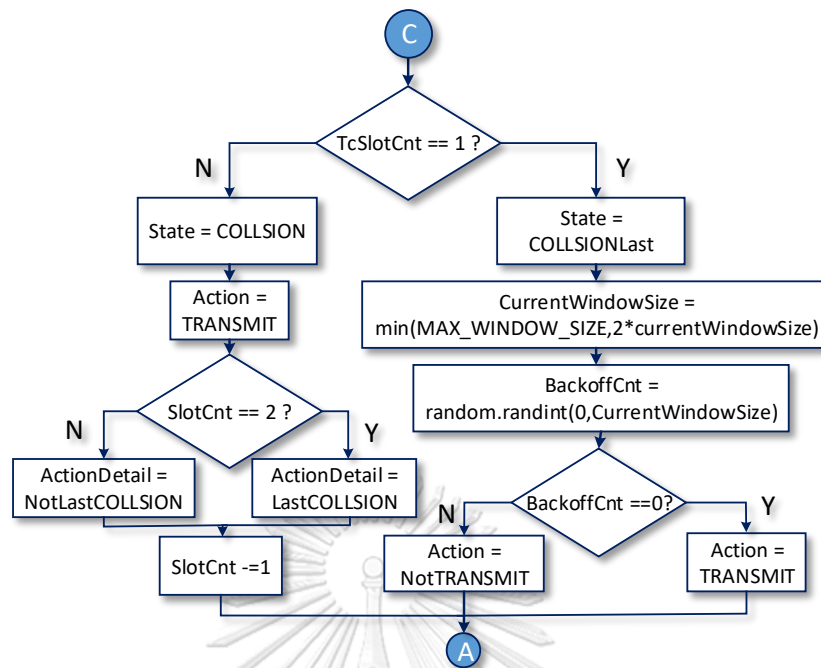 C
TcSlotCnt == 1 ?
N
Y
State = COLLSION
State =
COLLSIONLast
Action =
TRANSMIT
CurrentWindowSize =
min(MAX_WINDOW_SIZE,2*currentWindowSize)
SlotCnt == 2 ?
BackoffCnt =
random.randint(0,CurrentWindowSize)
N
Y
ActionDetail =
NotLastCOLLSION
ActionDetail =
LastCOLLSION
BackoffCnt ==0?
N
Y
SlotCnt -=1
Action =
NotTRANSMIT
Action =
TRANSMIT
A